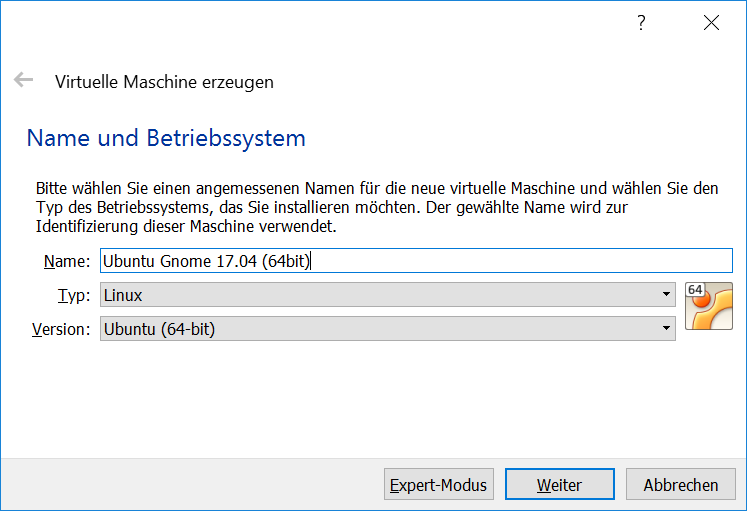 ?
Virtuelle Maschine erzeugen
Name und Betriebssystem
Bitte wählen Sie einen angemessenen Namen für die neue virtuelle Maschine und wählen Sie den
Typ des Betriebssystems, das Sie installieren möchten. Der gewählte Name wird zur
Identifizierung dieser Maschine verwendet.
Name: Ubuntu Gnome 17.04 (64bit)
Typ: Linux
64
Version: Ubuntu (64-bit)
Expert-Modus Weiter Abbrechen